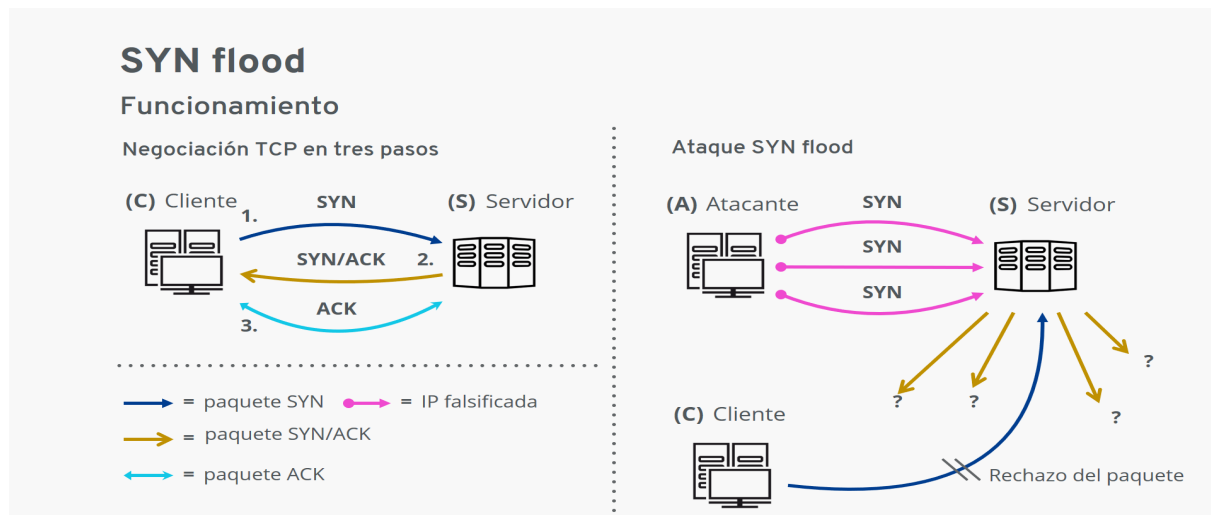 SYN flood
Funcionamiento
Negociación TCP en tres pasos
(C) Cliente
SYN
(S) Servidor
1.
SYN/ACK
2.
ACK
3.
= paquete SYN
= IP falsificada
= paquete SYN/ACK
= paquete ACK
Ataque SYN flood
(A) Atacante
SYN
(S) Servidor
SYN
SYN
?
?
?
?
(C) Cliente
Rechazo del paquete